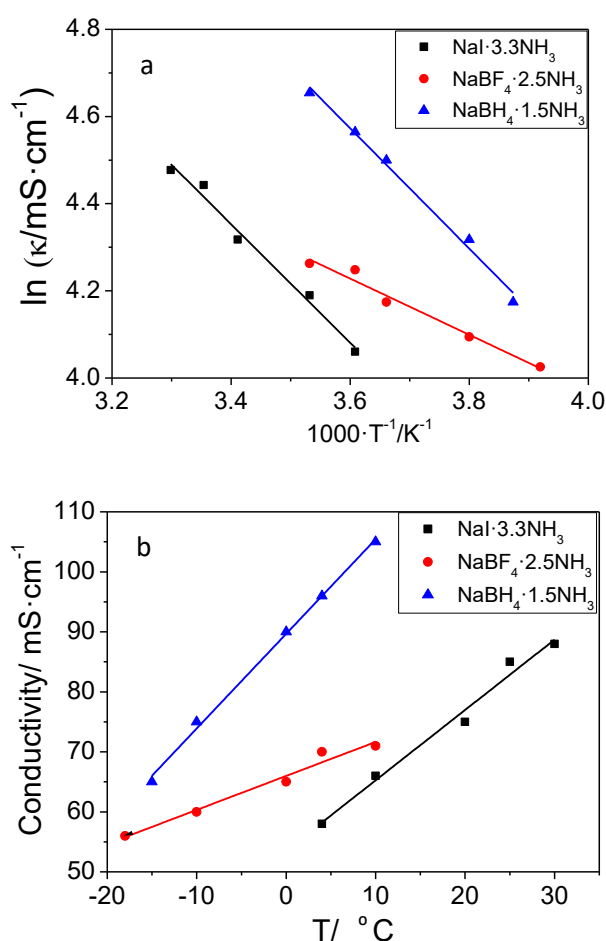 a
NaI·3.3NH₃
NaBF₄·2.5NH₃
NaBH₄·1.5NH₃
ln (κ/mS·cm⁻¹)
4.8
4.6
4.4
4.2
4.0
3.2 3.4 3.6 3.8 4.0
1000·T⁻¹/K⁻¹
b
NaI·3.3NH₃
NaBF₄·2.5NH₃
NaBH₄·1.5NH₃
Conductivity/ mS·cm⁻¹
110
100
90
80
70
60
50
-20 -10 0 10 20 30
T/ °C